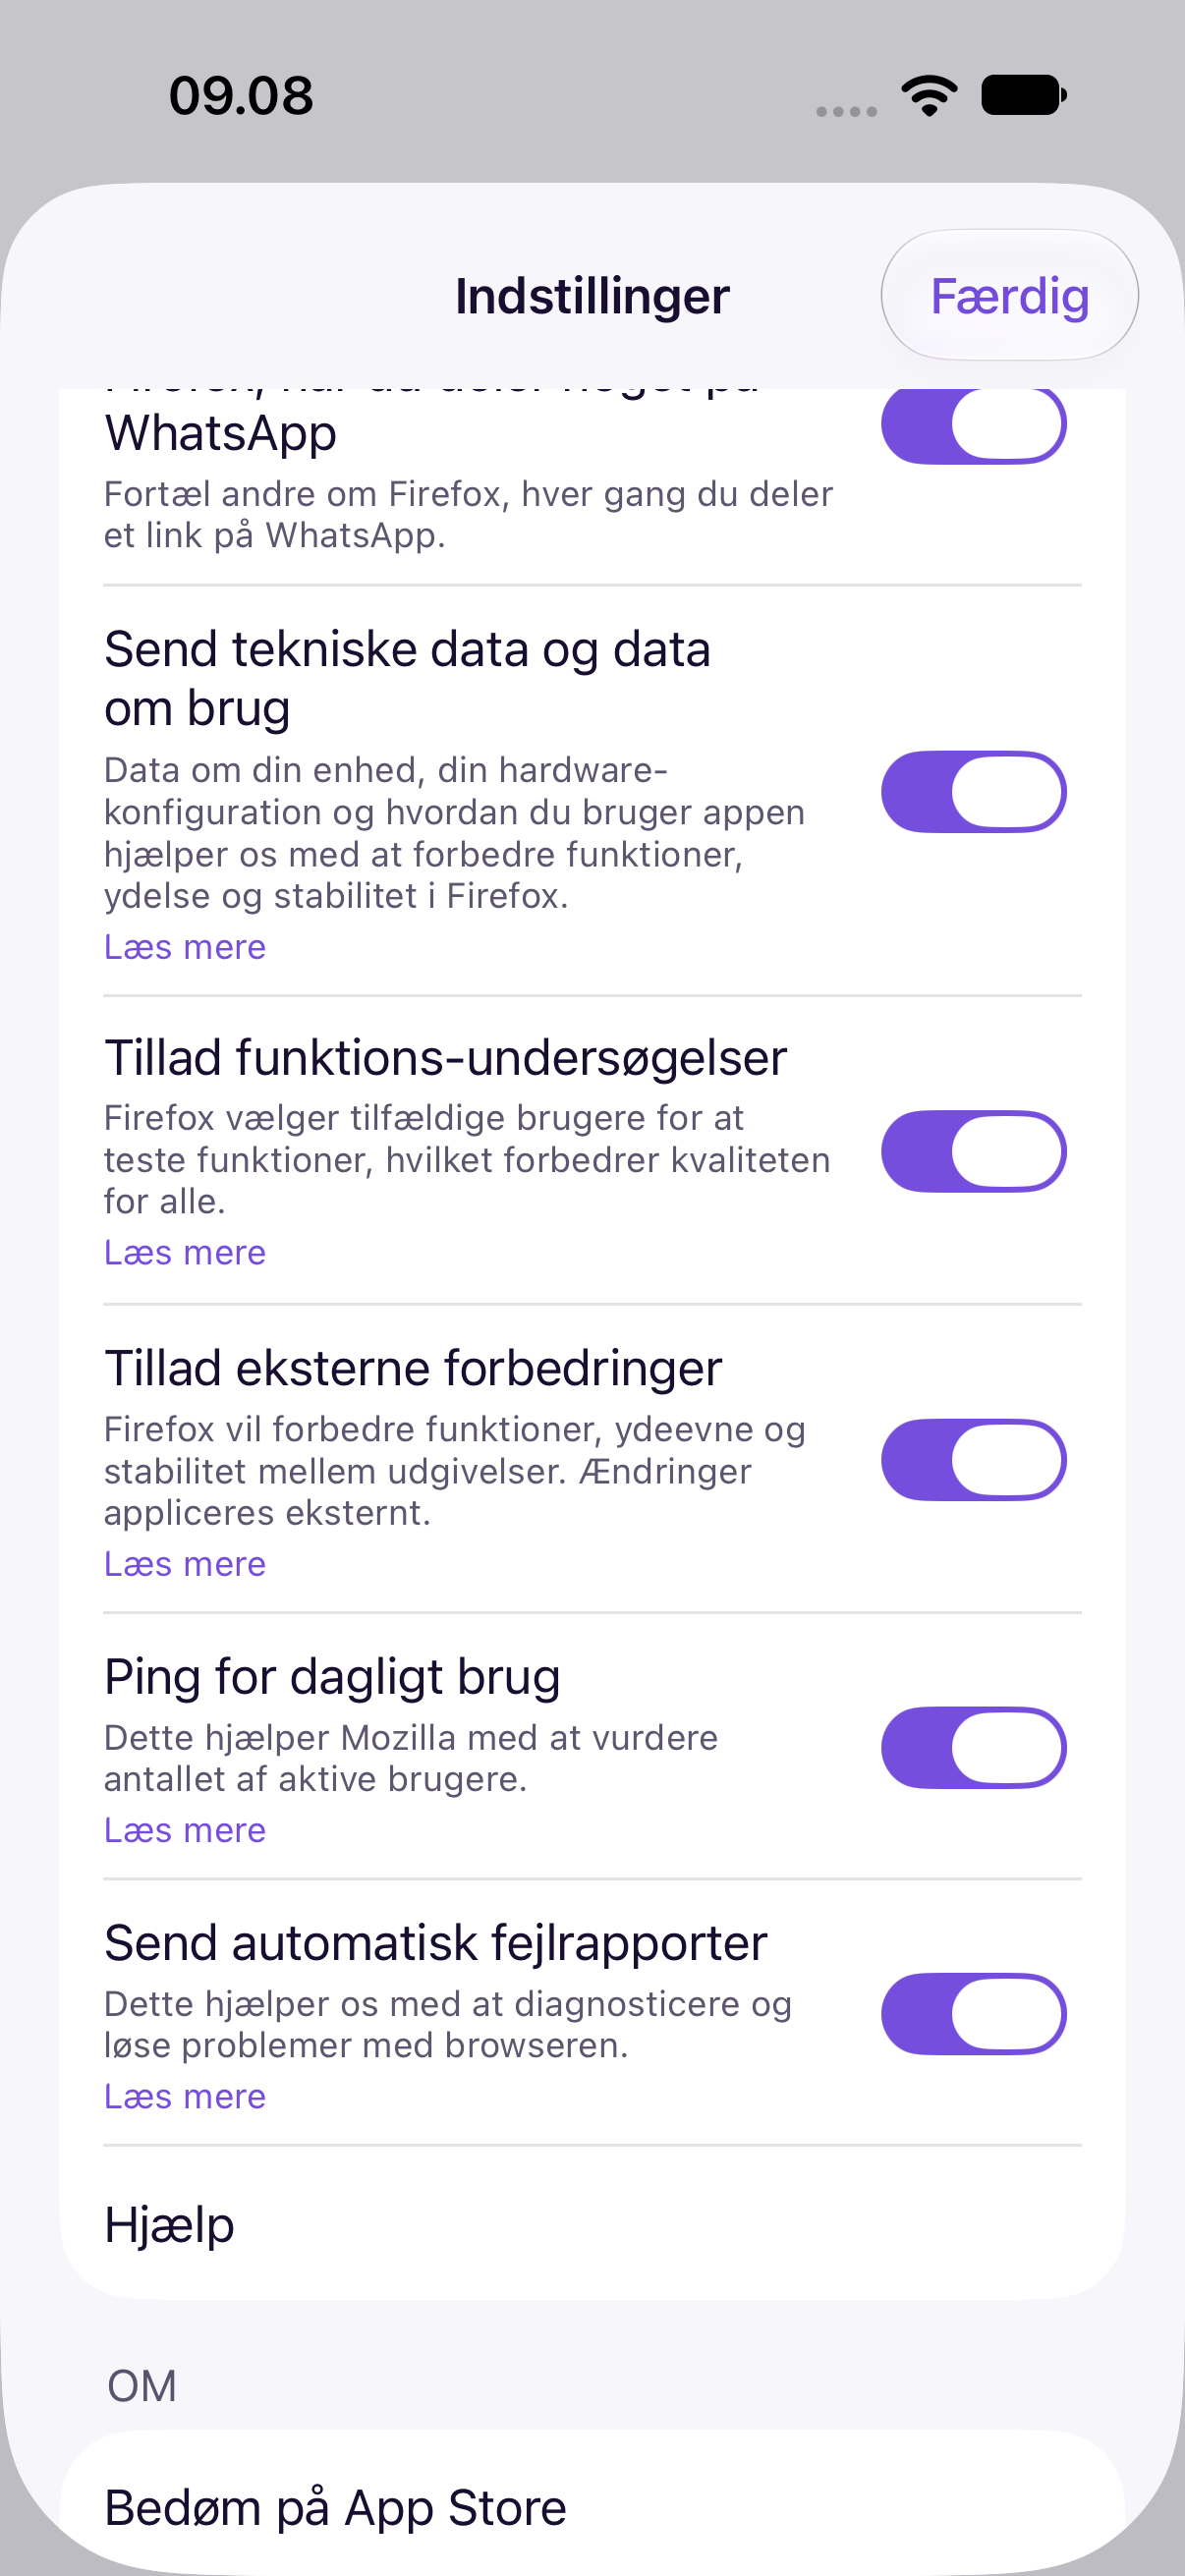 09.08
Indstillinger
Færdig
Firefox, når du deler noget på
WhatsApp
Fortæl andre om Firefox, hver gang du deler
et link på WhatsApp.
Send tekniske data og data
om brug
Data om din enhed, din hardware-
konfiguration og hvordan du bruger appen
hjælper os med at forbedre funktioner,
ydelse og stabilitet i Firefox.
Læs mere
Tillad funktions-undersøgelser
Firefox vælger tilfældige brugere for at
teste funktioner, hvilket forbedrer kvaliteten
for alle.
Læs mere
Tillad eksterne forbedringer
Firefox vil forbedre funktioner, ydeevne og
stabilitet mellem udgivelser. Ændringer
appliceres eksternt.
Læs mere
Ping for dagligt brug
Dette hjælper Mozilla med at vurdere
antallet af aktive brugere.
Læs mere
Send automatisk fejlrapporter
Dette hjælper os med at diagnosticere og
løse problemer med browseren.
Læs mere
Hjælp
OM
Bedøm på App Store